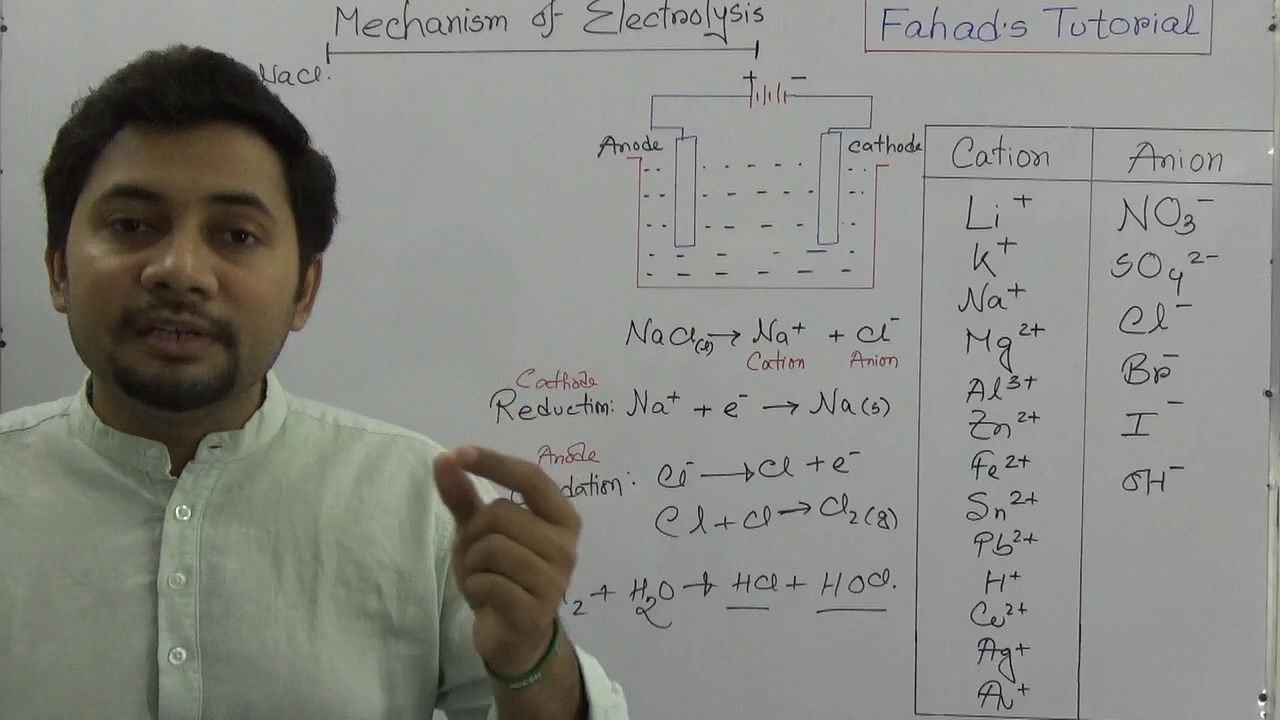 Mechanism of Electrolysis
Fahad's Tutorial
NaCl.
+ −
Anode
Cathode
NaCl(l) → Na⁺ + Cl⁻
Cation Anion
Cathode
Reduction: Na⁺ + e⁻ → Na(s)
Anode
dation: Cl⁻ → Cl + e⁻
Cl + Cl → Cl₂(g)
₂ + H₂O → HCl + HOCl.
Cation Anion
Li⁺ NO₃⁻
K⁺ SO₄²⁻
Na⁺ Cl⁻
Mg²⁺ Br⁻
Al³⁺ I⁻
Zn²⁺ OH⁻
Fe²⁺
Sn²⁺
Pb²⁺
H⁺
Cu²⁺
Ag⁺
Au⁺